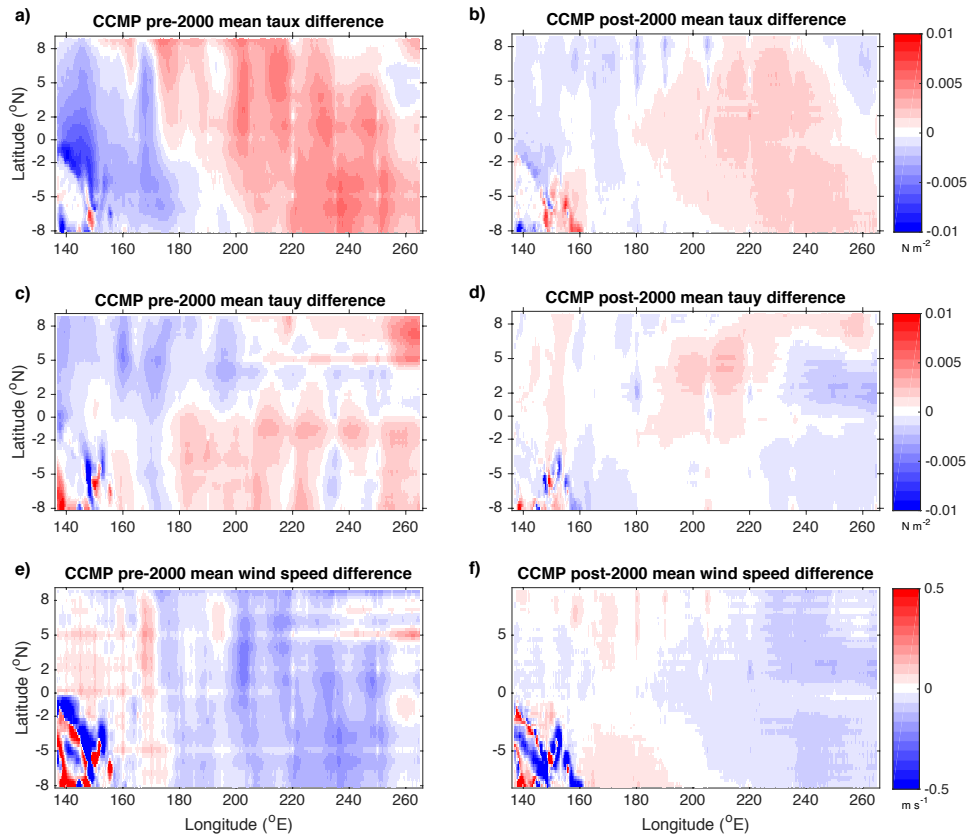 a) CCMP pre-2000 mean taux difference
8
5
2
0
-2
-5
-8
Latitude (°N)
140 160 180 200 220 240 260
b) CCMP post-2000 mean taux difference
8
5
2
0
-2
-5
-8
140 160 180 200 220 240 260
0.01
0.005
0
-0.005
-0.01
N m-2
c) CCMP pre-2000 mean tauy difference
8
5
2
0
-2
-5
-8
Latitude (°N)
140 160 180 200 220 240 260
d) CCMP post-2000 mean tauy difference
8
5
2
0
-2
-5
-8
140 160 180 200 220 240 260
0.01
0.005
0
-0.005
-0.01
N m-2
e) CCMP pre-2000 mean wind speed difference
8
5
2
0
-2
-5
-8
Latitude (°N)
140 160 180 200 220 240 260
Longitude (°E)
f) CCMP post-2000 mean wind speed difference
8
5
2
0
-2
-5
-8
140 160 180 200 220 240 260
Longitude (°E)
0.5
0
-0.5
m s-1